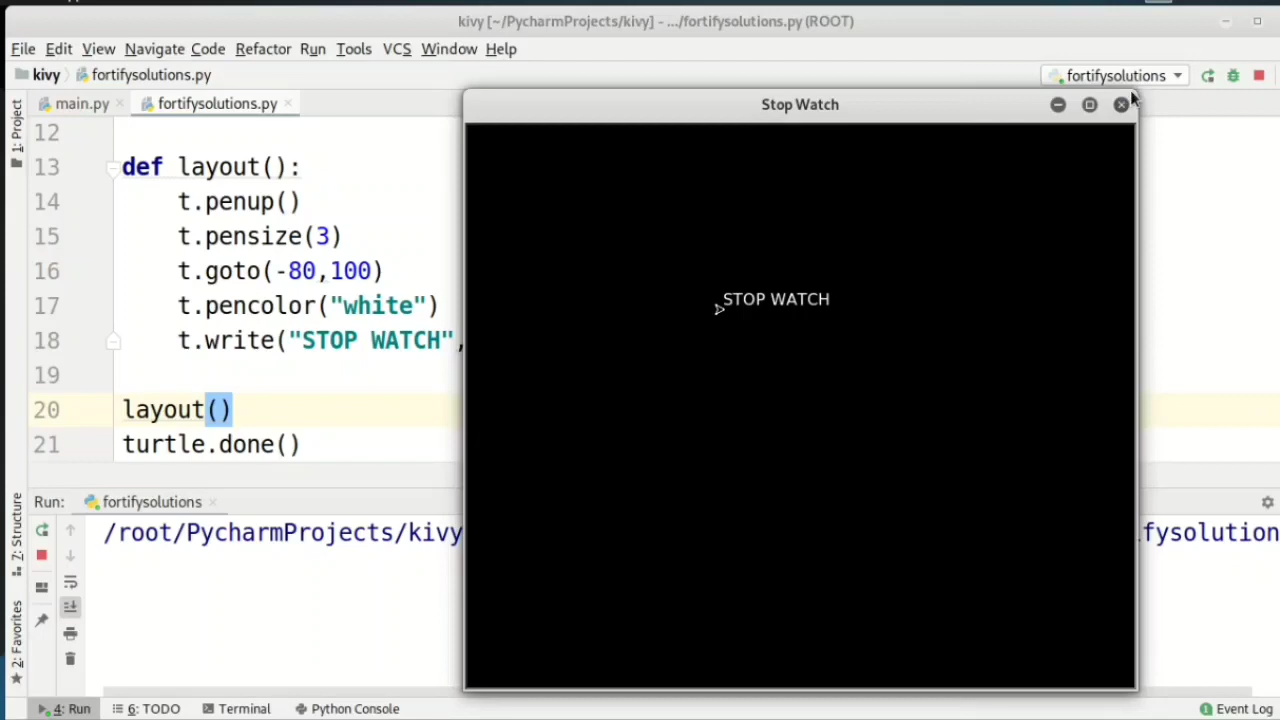 kivy [~/PycharmProjects/kivy] - .../fortifysolutions.py (ROOT)
File Edit View Navigate Code Refactor Run Tools VCS Window Help
kivy fortifysolutions.py
fortifysolutions
main.py fortifysolutions.py
Stop Watch
1: Project
12
13 def layout():
14 t.penup()
15 t.pensize(3)
16 t.goto(-80,100)
17 t.pencolor("white")
18 t.write("STOP WATCH",
19
20 layout()
21 turtle.done()
STOP WATCH
Run: fortifysolutions
/root/PycharmProjects/kivy
fysolution
7: Structure
2: Favorites
4: Run 6: TODO Terminal Python Console
1 Event Log